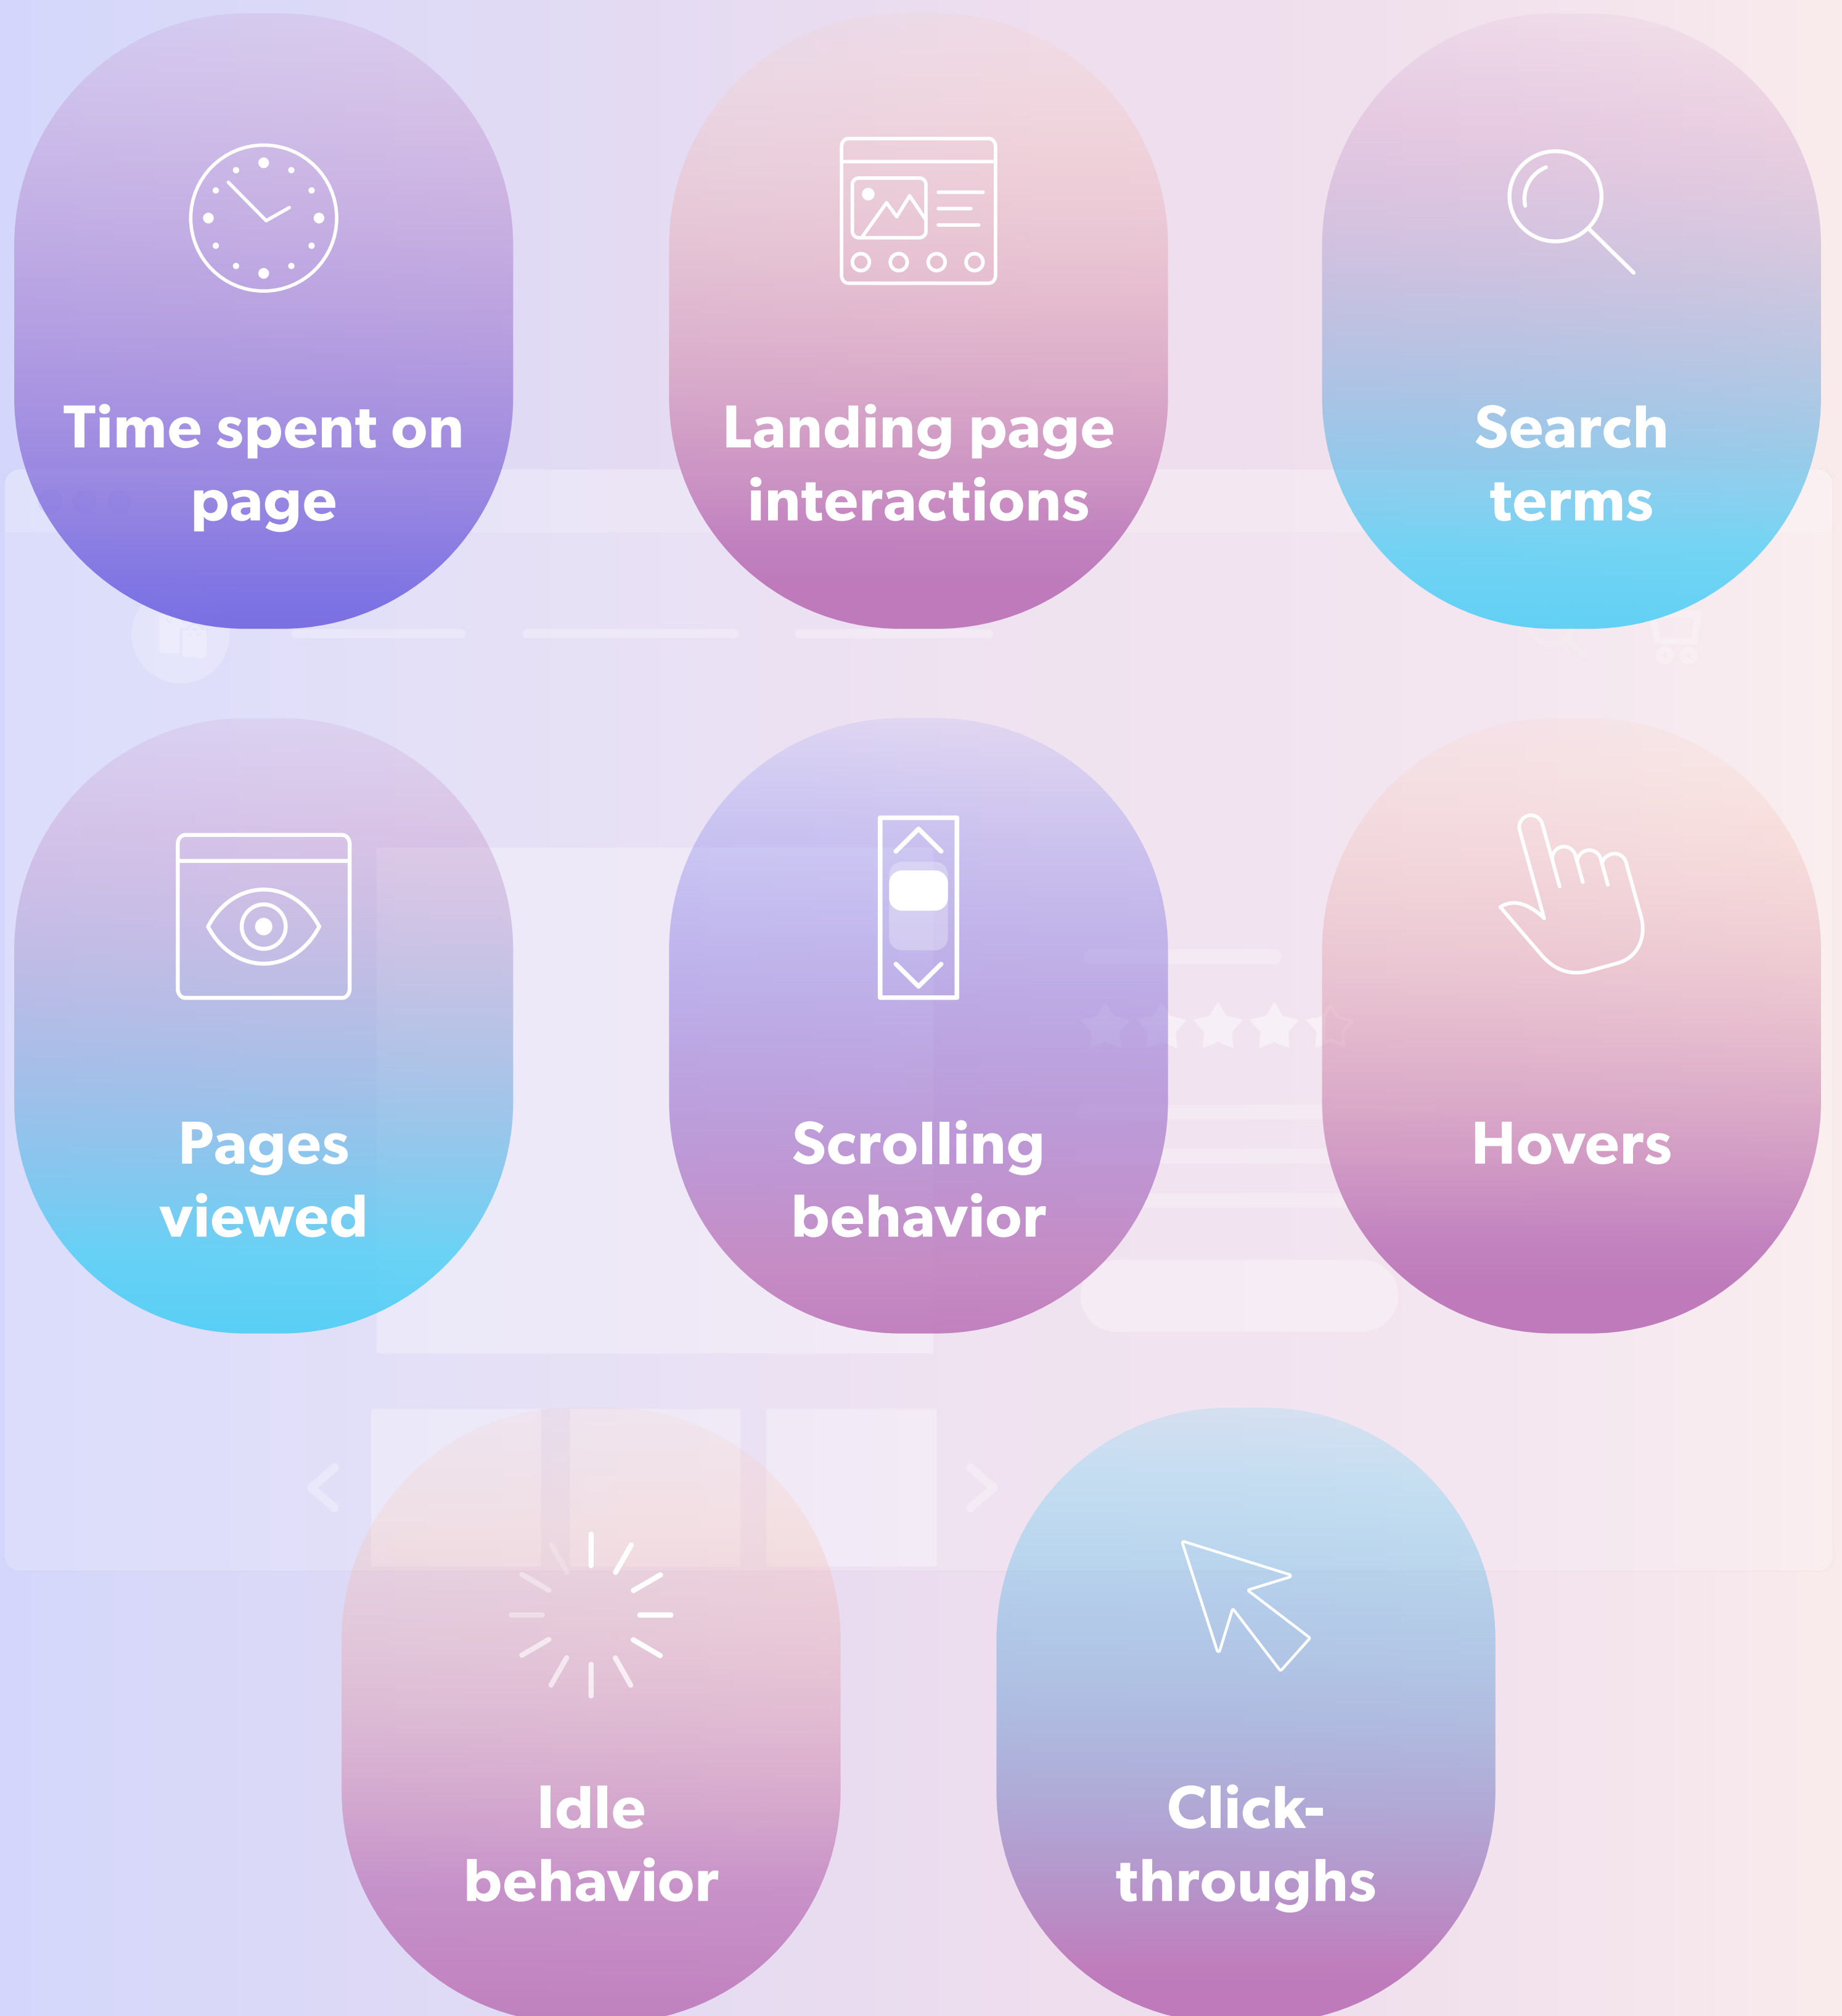 Time spent on
page
Landing page
interactions
Search
terms
Pages
viewed
Scrolling
behavior
Hovers
Idle
behavior
Click-
throughs